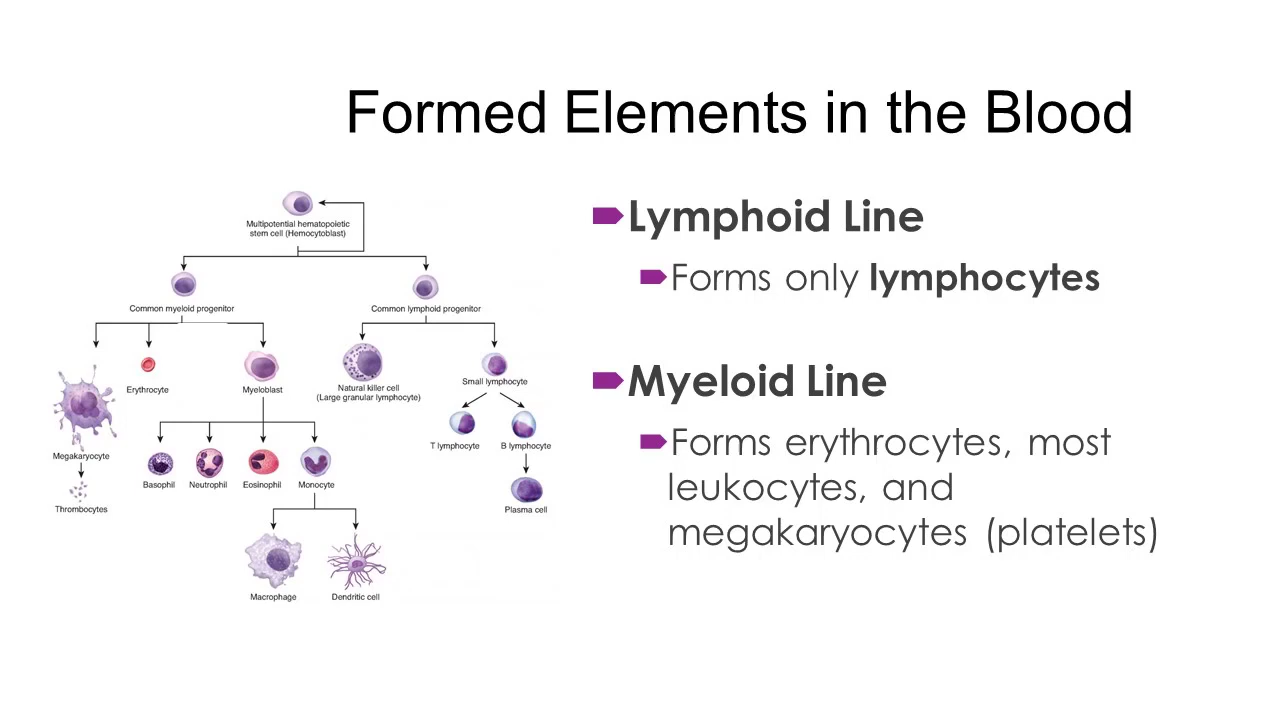 Formed Elements in the Blood
Multipotential hematopoietic
stem cell (Hemocytoblast)
Common myeloid progenitor
Common lymphoid progenitor
Erythrocyte
Myeloblast
Natural killer cell
(Large granular lymphocyte)
Small lymphocyte
Megakaryocyte
T lymphocyte
B lymphocyte
Basophil
Neutrophil
Eosinophil
Monocyte
Thrombocytes
Plasma cell
Macrophage
Dendritic cell
Lymphoid Line
Forms only lymphocytes
Myeloid Line
Forms erythrocytes, most
leukocytes, and
megakaryocytes (platelets)